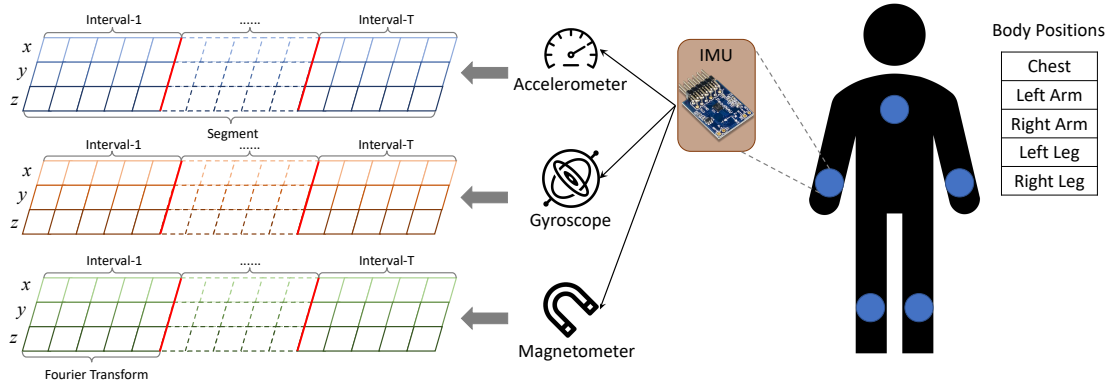 Interval-1 ...... Interval-T
x
y
z
Segment
Accelerometer
Interval-1 ...... Interval-T
x
y
z
Gyroscope
Interval-1 ...... Interval-T
x
y
z
Fourier Transform
Magnetometer
IMU
Body Positions
Chest
Left Arm
Right Arm
Left Leg
Right Leg